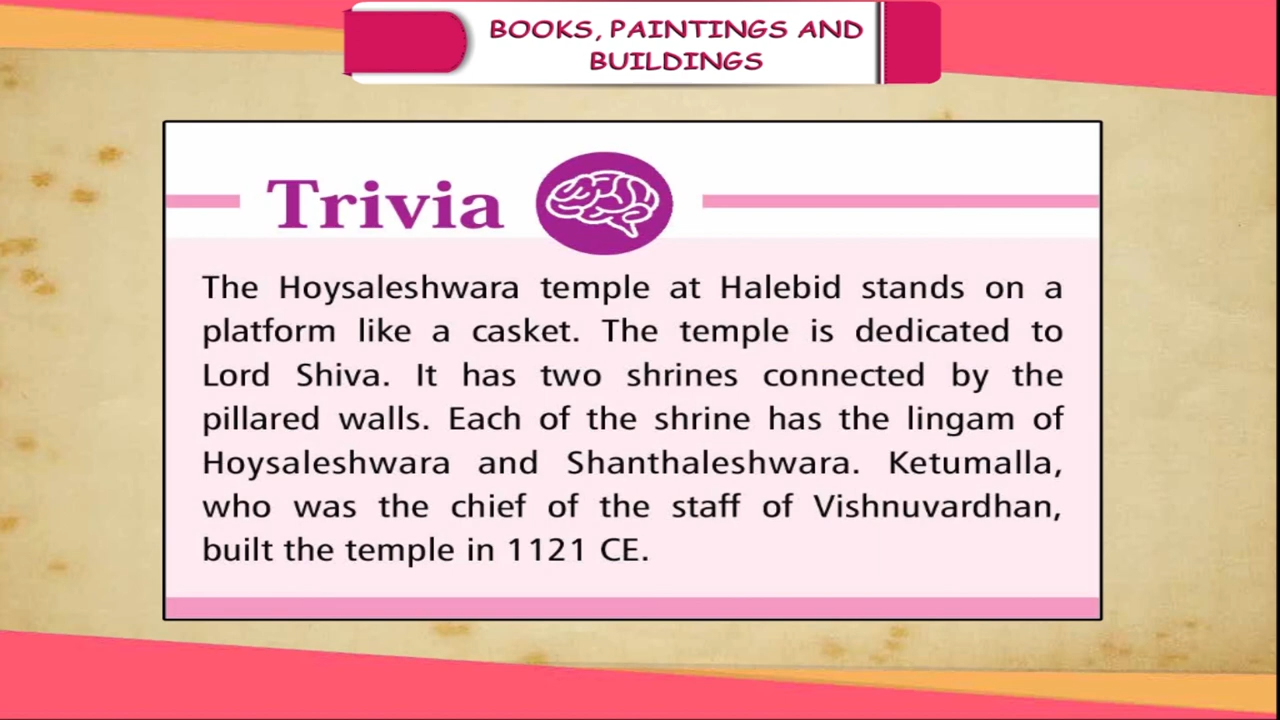 BOOKS, PAINTINGS AND
BUILDINGS
Trivia
The Hoysaleshwara temple at Halebid stands on a
platform like a casket. The temple is dedicated to
Lord Shiva. It has two shrines connected by the
pillared walls. Each of the shrine has the lingam of
Hoysaleshwara and Shanthaleshwara. Ketumalla,
who was the chief of the staff of Vishnuvardhan,
built the temple in 1121 CE.